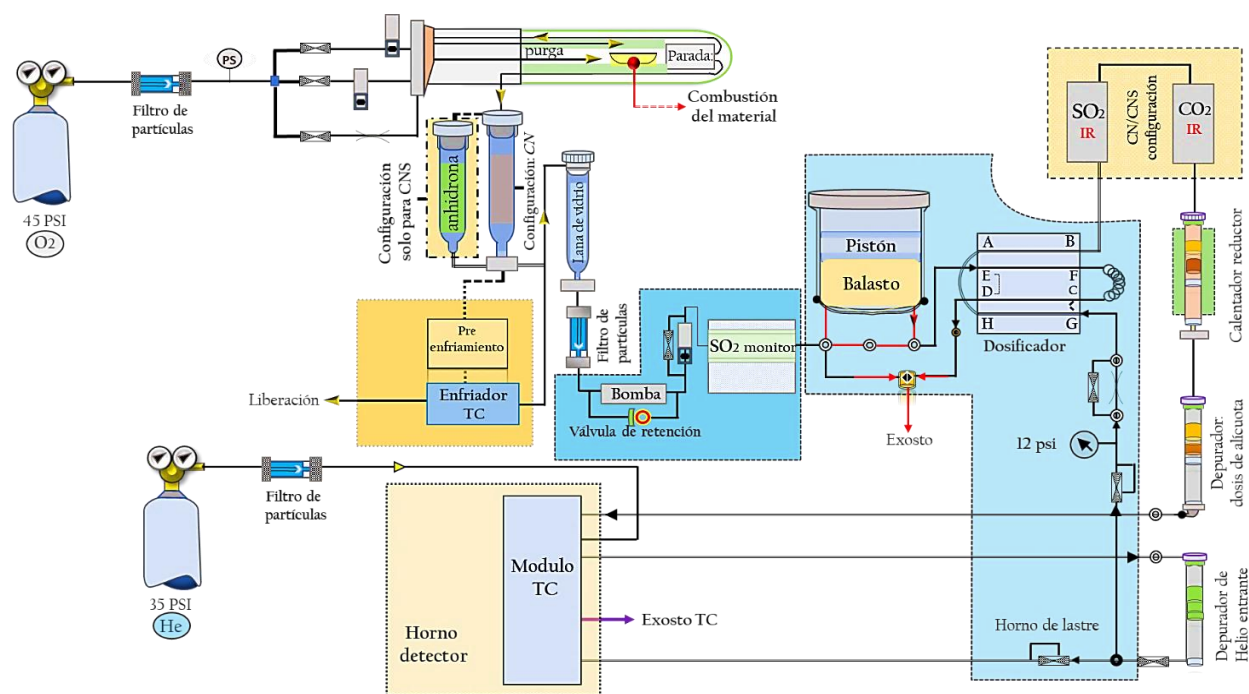 45 PSI
O2
Filtro de
partículas
PS
purga
Parada:
Combustión
del material
Configuración
solo para CNS
anhidrona
Configuración: CN
Lana de vidrio
Filtro de
partículas
Pre
enfriamiento
Enfriador
TC
Liberación
SO2 monitor
Bomba
Válvula de retención
Pistón
Balasto
Exosto
A
B
E
F
D
C
H
G
Dosificador
12 psi
SO2
IR
CN/CNS
configuración
CO2
IR
Calentador reductor
Depurador:
dosis de alicuota
Depurador de
Helio entrante
Horno de lastre
35 PSI
He
Filtro de
partículas
Modulo
TC
Exosto TC
Horno
detector